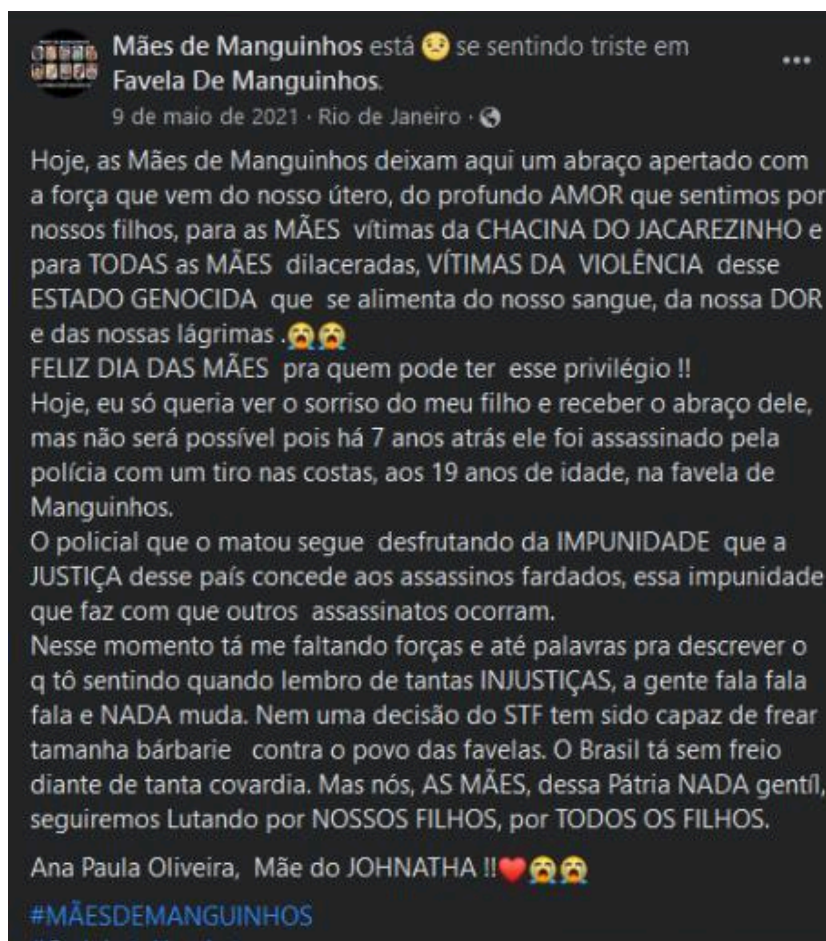 Mães de Manguinhos está 😟 se sentindo triste em
Favela De Manguinhos.
9 de maio de 2021 · Rio de Janeiro ·
Hoje, as Mães de Manguinhos deixam aqui um abraço apertado com
a força que vem do nosso útero, do profundo AMOR que sentimos por
nossos filhos, para as MÃES vítimas da CHACINA DO JACAREZINHO e
para TODAS as MÃES dilaceradas, VÍTIMAS DA VIOLÊNCIA desse
ESTADO GENOCIDA que se alimenta do nosso sangue, da nossa DOR
e das nossas lágrimas .😭😭
FELIZ DIA DAS MÃES pra quem pode ter esse privilégio !!
Hoje, eu só queria ver o sorriso do meu filho e receber o abraço dele,
mas não será possível pois há 7 anos atrás ele foi assassinado pela
polícia com um tiro nas costas, aos 19 anos de idade, na favela de
Manguinhos.
O policial que o matou segue desfrutando da IMPUNIDADE que a
JUSTIÇA desse país concede aos assassinos fardados, essa impunidade
que faz com que outros assassinatos ocorram.
Nesse momento tá me faltando forças e até palavras pra descrever o
q tô sentindo quando lembro de tantas INJUSTIÇAS, a gente fala fala
fala e NADA muda. Nem uma decisão do STF tem sido capaz de frear
tamanha bárbarie contra o povo das favelas. O Brasil tá sem freio
diante de tanta covardia. Mas nós, AS MÃES, dessa Pátria NADA gentíl,
seguiremos Lutando por NOSSOS FILHOS, por TODOS OS FILHOS.
Ana Paula Oliveira, Mãe do JOHNATHA !!❤️😭😭
#MÃESDEMANGUINHOS